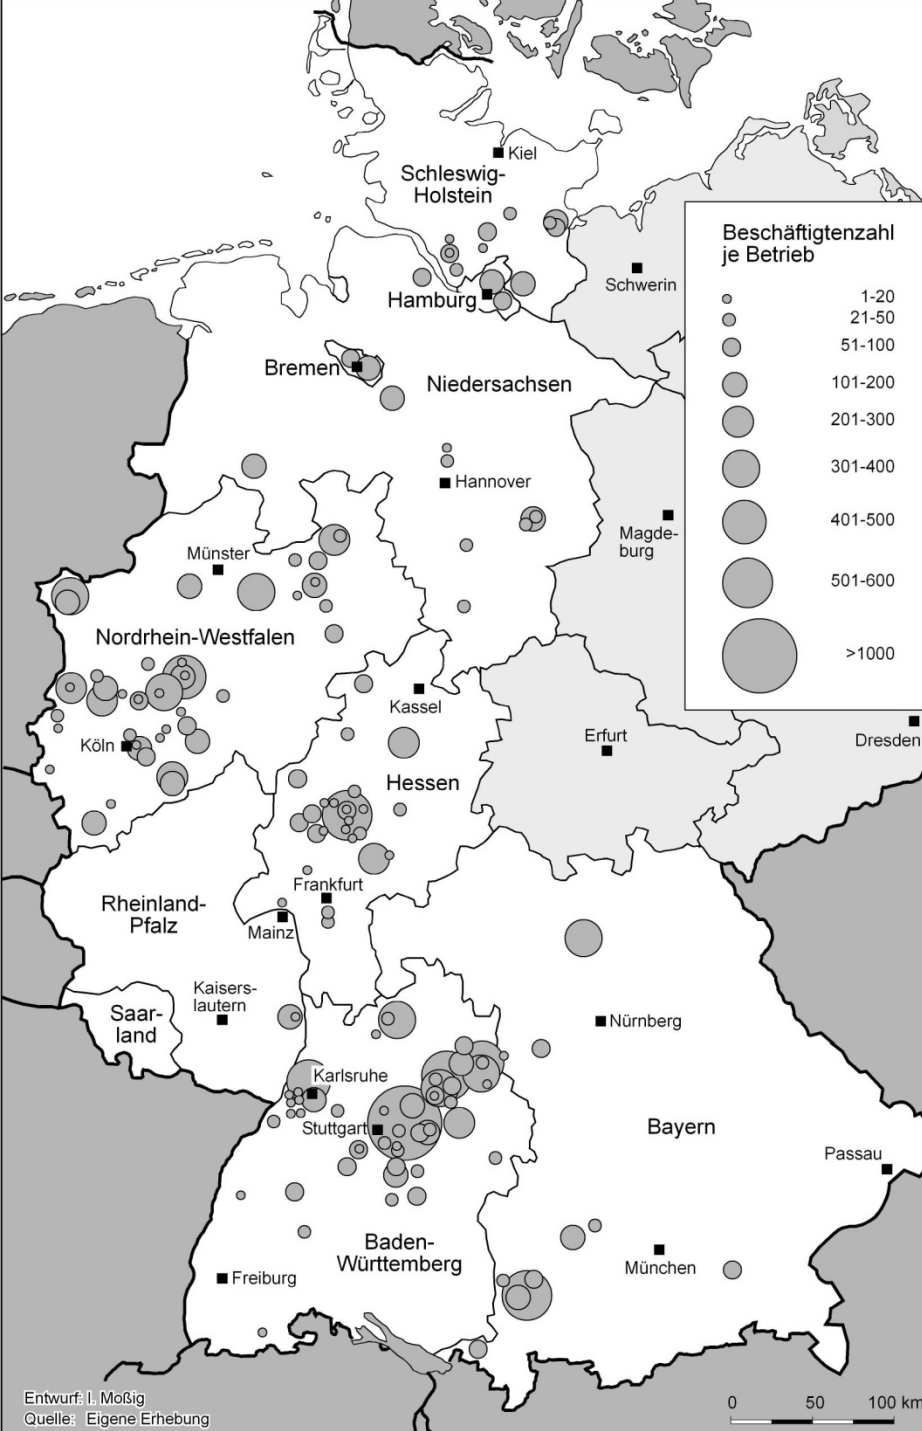 Kiel
Schleswig-
Holstein
Beschäftigtenzahl
je Betrieb
Schwerin
1-20
21-50
51-100
101-200
201-300
301-400
401-500
501-600
>1000
Hamburg
Bremen
Niedersachsen
Hannover
Magde-
burg
Münster
Nordrhein-Westfalen
Kassel
Köln
Erfurt
Dresden
Hessen
Frankfurt
Rheinland-
Pfalz
Mainz
Kaisers-
lautern
Saar-
land
Nürnberg
Karlsruhe
Stuttgart
Bayern
Passau
Baden-
Württemberg
München
Freiburg
Entwurf: I. Moßig
Quelle: Eigene Erhebung
0 50 100 km